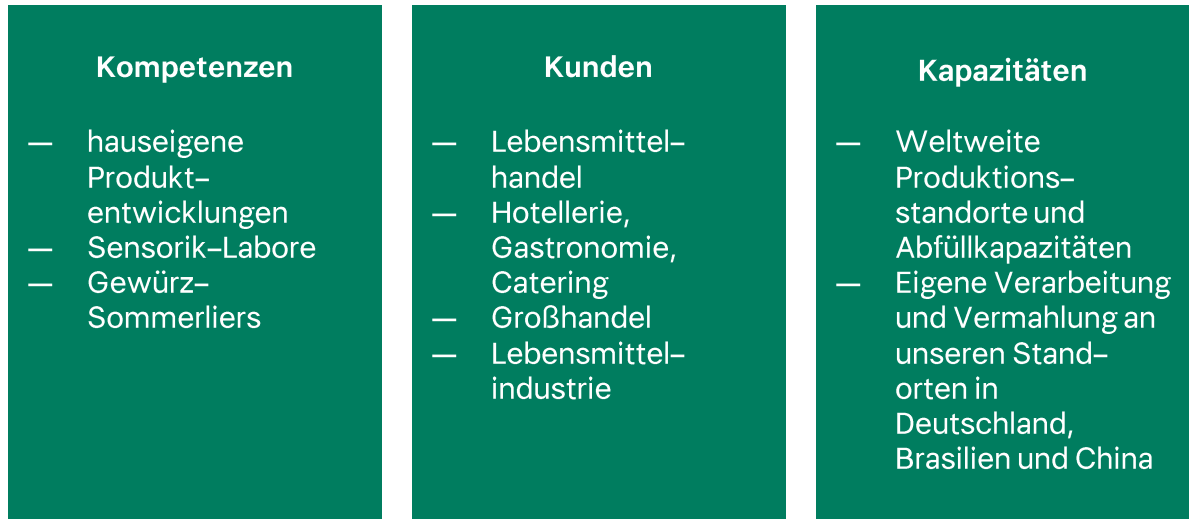 Kompetenzen
— hauseigene
Produkt–
entwicklungen
— Sensorik–Labore
— Gewürz–
Sommerliers
Kunden
— Lebensmittel–
handel
— Hotellerie,
Gastronomie,
Catering
— Großhandel
— Lebensmittel–
industrie
Kapazitäten
— Weltweite
Produktions–
standorte und
Abfüllkapazitäten
— Eigene Verarbeitung
und Vermahlung an
unseren Stand–
orten in
Deutschland,
Brasilien und China